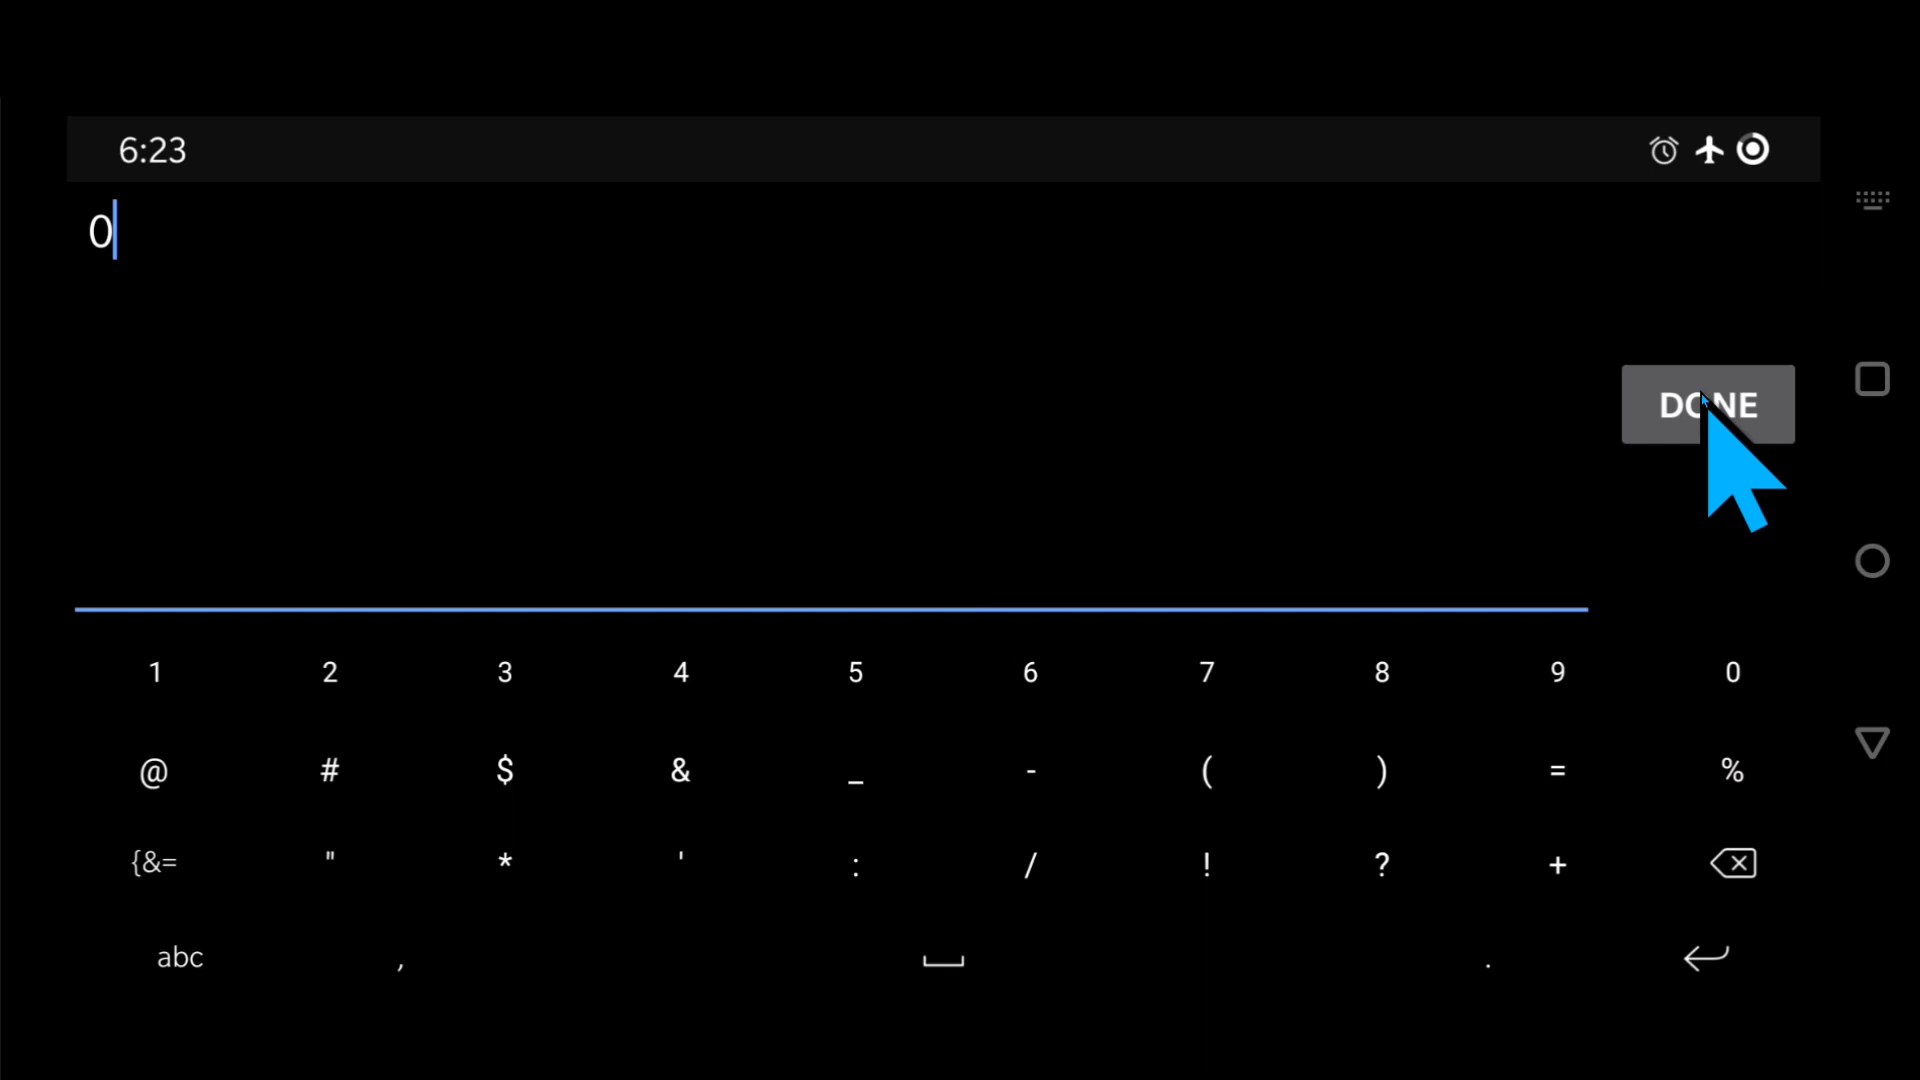 6:23
0
DONE
1 2 3 4 5 6 7 8 9 0
@ # $ & _ - ( ) = %
{&= " * ' : / ! ? +
abc , .